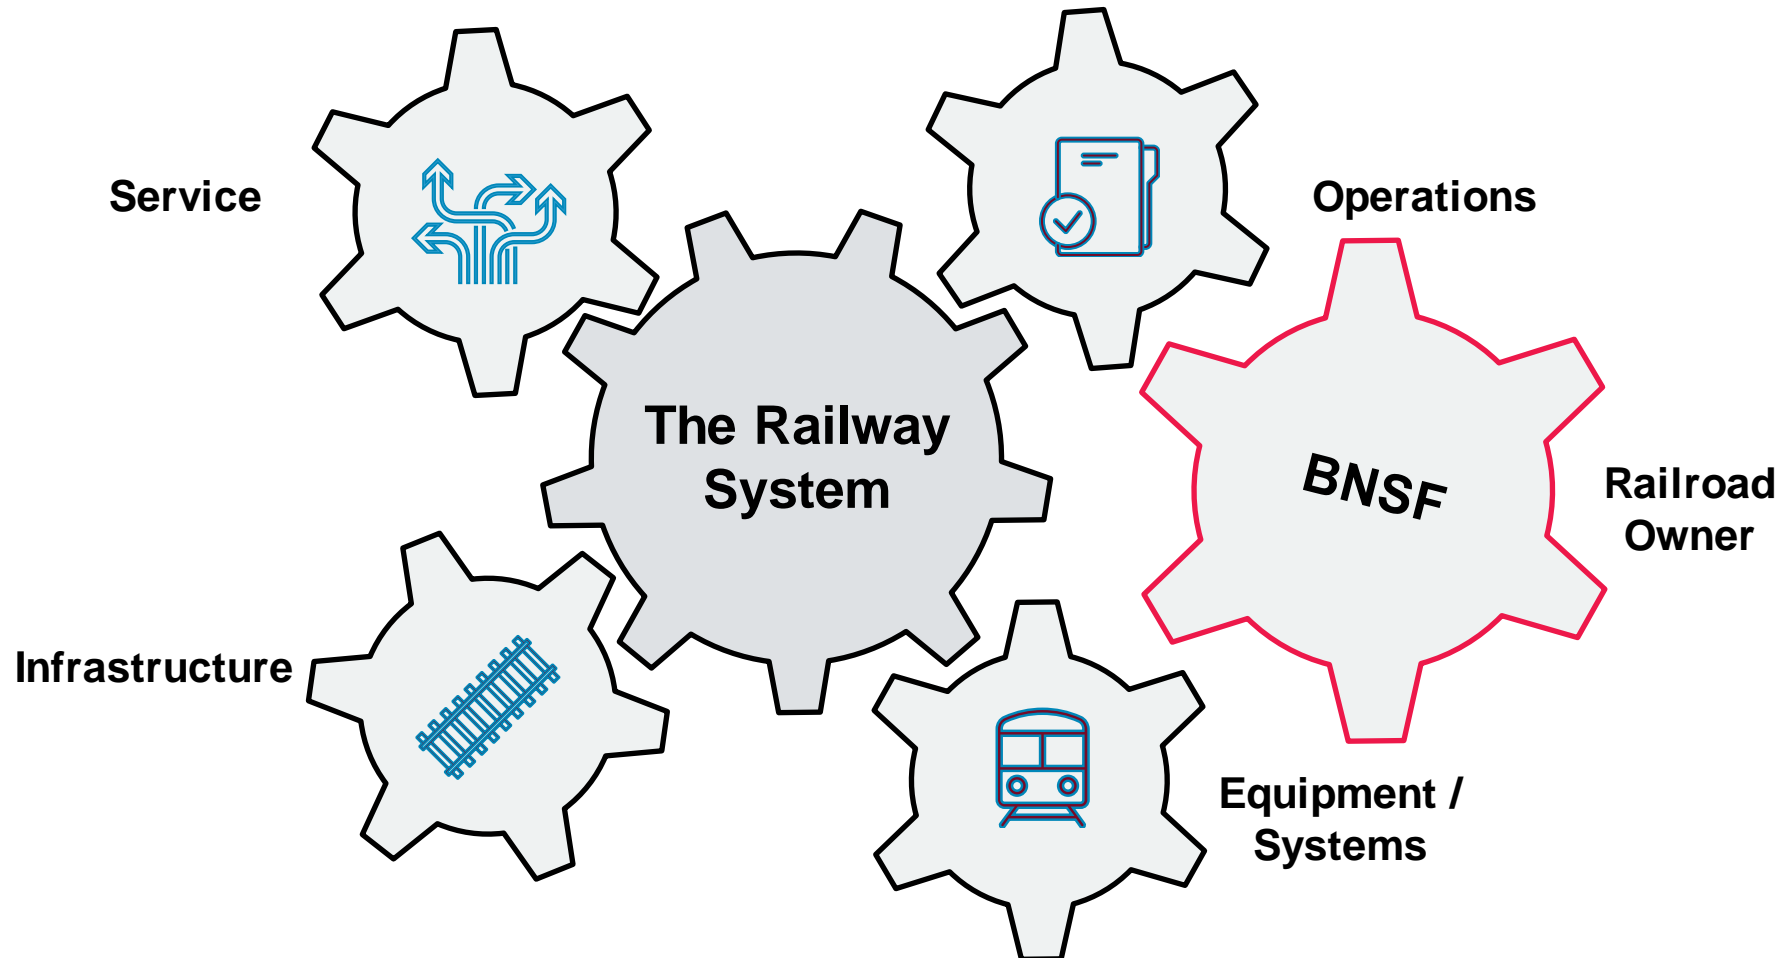 Service
Operations
The Railway
System
BNSF
Railroad
Owner
Infrastructure
Equipment /
Systems